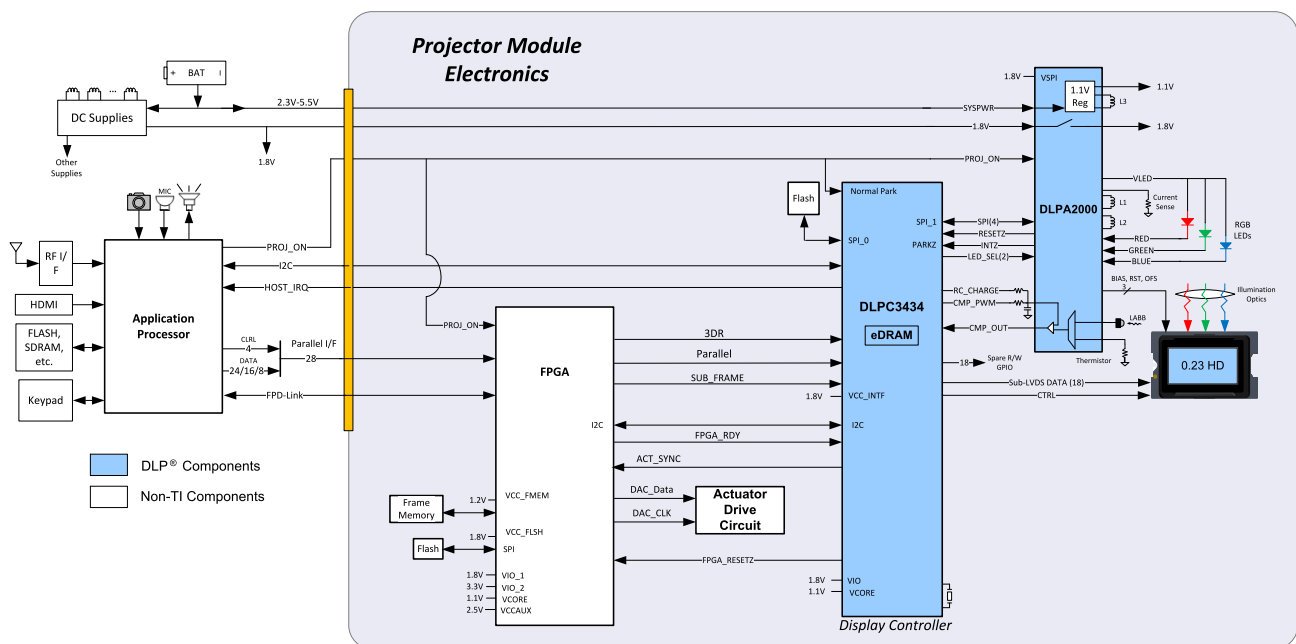 Projector Module
Electronics
+ BAT I
2.3V-5.5V
DC Supplies
Other
Supplies
1.8V
SYSPWR
1.8V
PROJ_ON
1.8V
VSPI
1.1V
Reg
L3
1.1V
1.8V
DLPA2000
VLED
Current
Sense
L1
L2
RED
GREEN
BLUE
RGB
LEDs
BIAS, RST, OFS
3
Illumination
Optics
LABB
Thermistor
0.23 HD
MIC
RF I/
F
HDMI
FLASH,
SDRAM,
etc.
Keypad
Application
Processor
PROJ_ON
I2C
HOST_IRQ
CLRL
4
DATA
24/16/8
Parallel I/F
28
FPD-Link
PROJ_ON
FPGA
I2C
VCC_FMEM
VCC_FLSH
SPI
VIO_1
VIO_2
VCORE
VCCAUX
1.2V
1.8V
1.8V
3.3V
1.1V
2.5V
Frame
Memory
Flash
3DR
Parallel
SUB_FRAME
1.8V
FPGA_RDY
ACT_SYNC
DAC_Data
DAC_CLK
Actuator
Drive
Circuit
FPGA_RESETZ
1.8V
1.1V
Flash
Normal Park
SPI_1
SPI_0
PARKZ
DLPC3434
eDRAM
VCC_INTF
I2C
VIO
VCORE
Display Controller
SPI(4)
RESETZ
INTZ
LED_SEL(2)
RC_CHARGE
CMP_PWM
CMP_OUT
18
Spare R/W
GPIO
Sub-LVDS DATA (18)
CTRL
DLP® Components
Non-TI Components